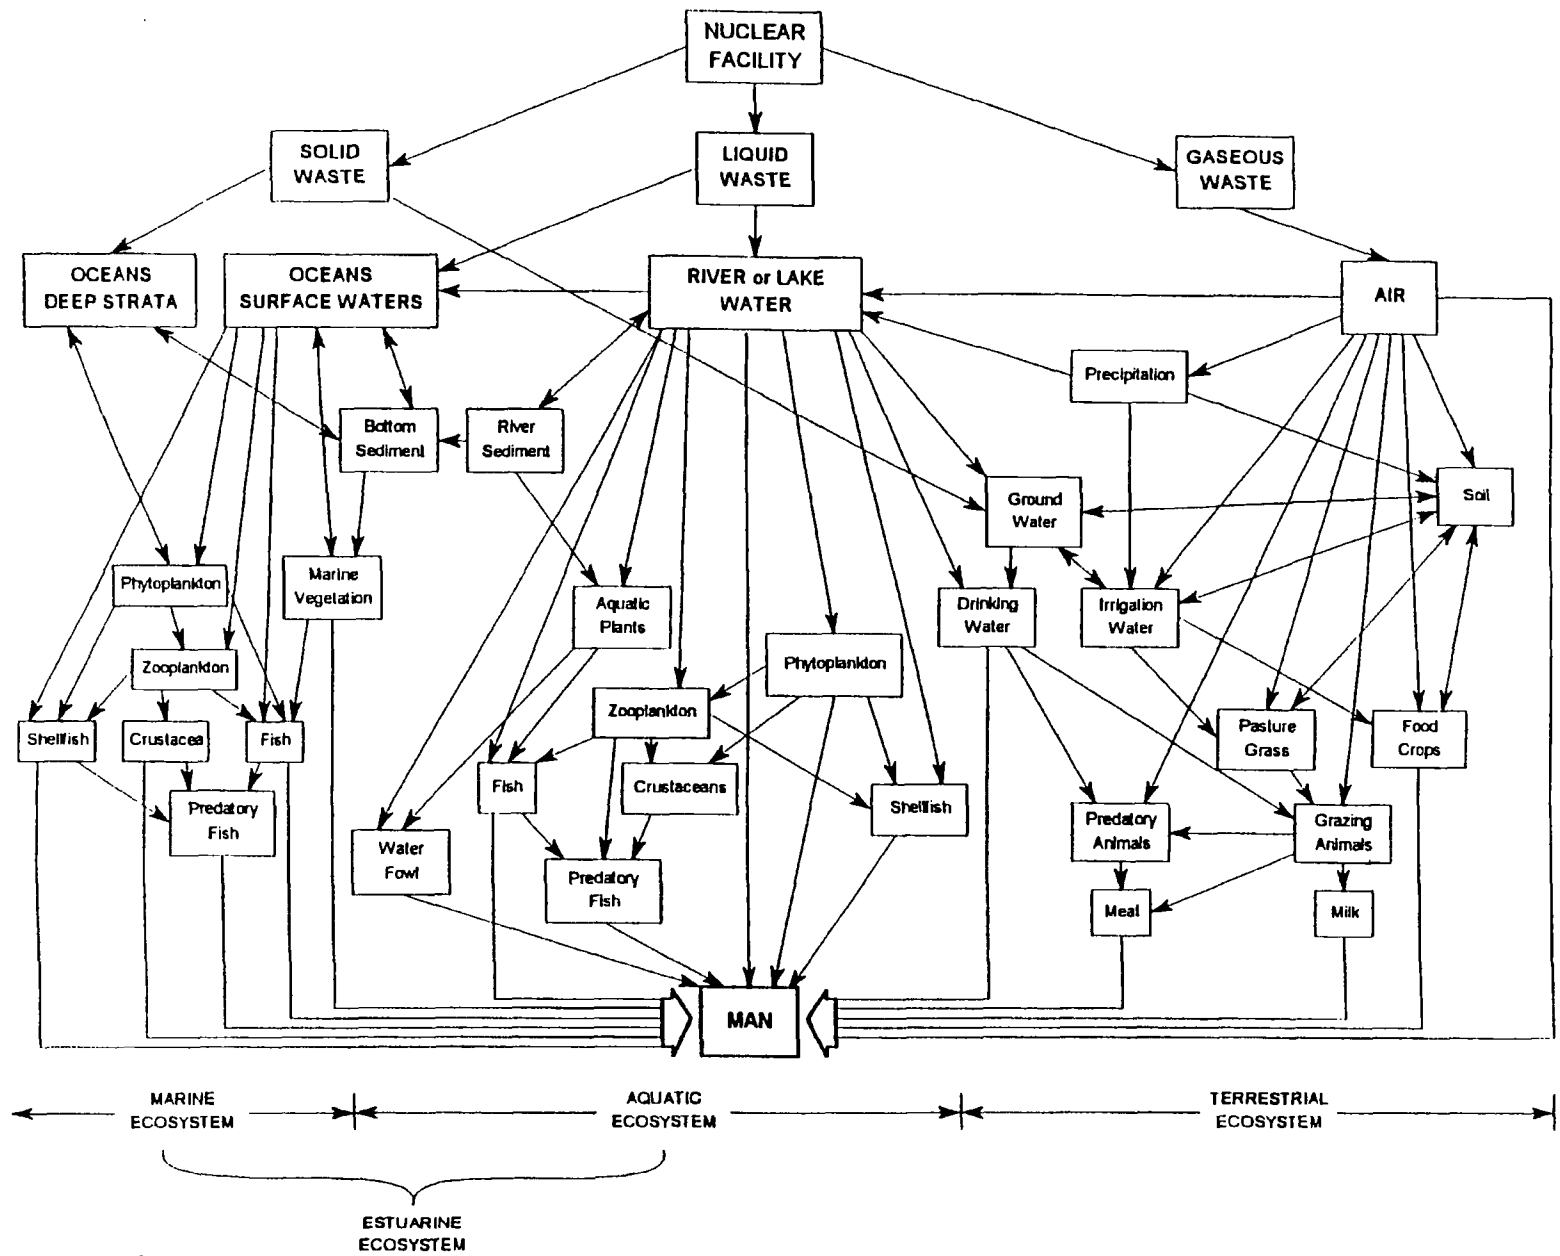 NUCLEAR
FACILITY
SOLID
WASTE
LIQUID
WASTE
GASEOUS
WASTE
OCEANS
DEEP STRATA
OCEANS
SURFACE WATERS
RIVER or LAKE
WATER
AIR
Precipitation
Bottom
Sediment
River
Sediment
Ground
Water
Soil
Phytoplankton
Marine
Vegetation
Aquatic
Plants
Drinking
Water
Irrigation
Water
Zooplankton
Phytoplankton
Zooplankton
Shellfish
Crustacea
Fish
Pasture
Grass
Food
Crops
Fish
Crustaceans
Shellfish
Predatory
Fish
Predatory
Animals
Grazing
Animals
Water
Fowl
Predatory
Fish
Meat
Milk
MAN
MARINE
ECOSYSTEM
AQUATIC
ECOSYSTEM
TERRESTRIAL
ECOSYSTEM
ESTUARINE
ECOSYSTEM